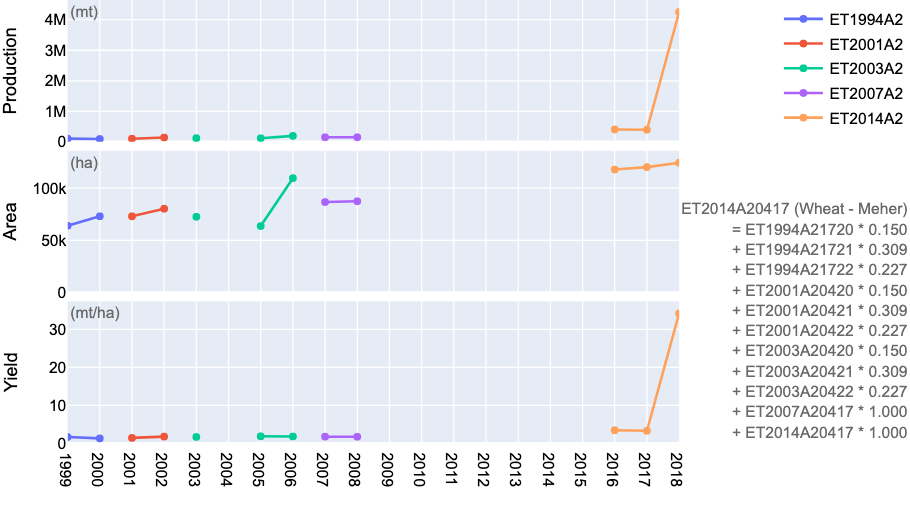 Production
(mt)
4M
3M
2M
1M
0
Area
(ha)
100k
50k
0
Yield
(mt/ha)
30
20
10
0
1999
2000
2001
2002
2003
2004
2005
2006
2007
2008
2009
2010
2011
2012
2013
2014
2015
2016
2017
2018
ET1994A2
ET2001A2
ET2003A2
ET2007A2
ET2014A2
ET2014A20417 (Wheat - Meher)
= ET1994A21720 * 0.150
+ ET1994A21721 * 0.309
+ ET1994A21722 * 0.227
+ ET2001A20420 * 0.150
+ ET2001A20421 * 0.309
+ ET2001A20422 * 0.227
+ ET2003A20420 * 0.150
+ ET2003A20421 * 0.309
+ ET2003A20422 * 0.227
+ ET2007A20417 * 1.000
+ ET2014A20417 * 1.000